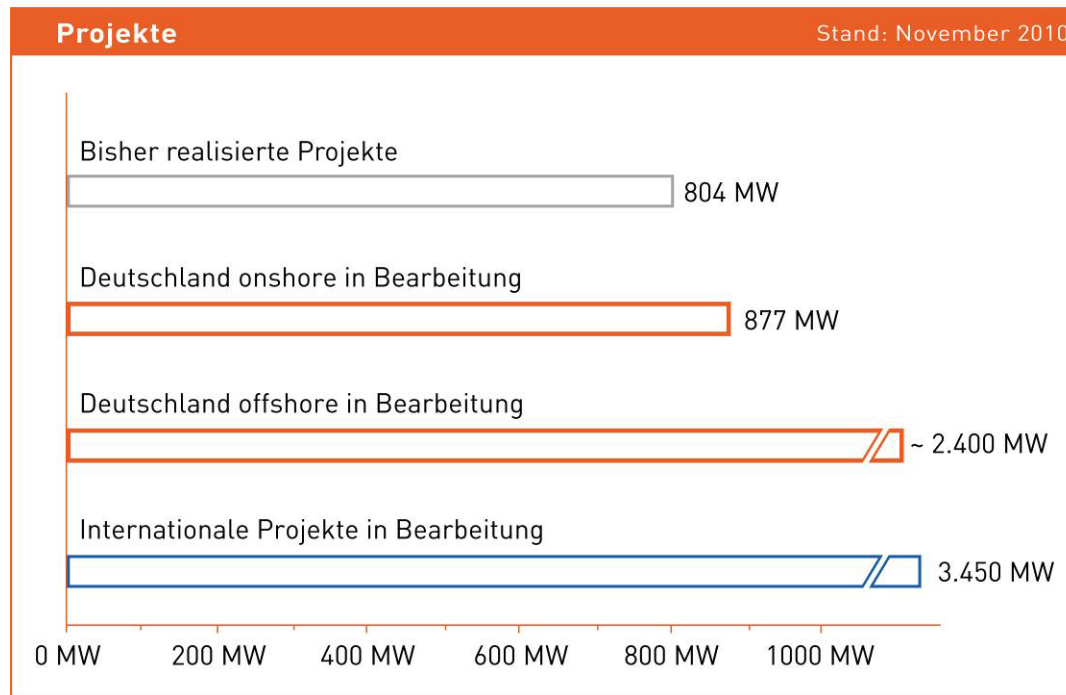 Projekte
Stand: November 2010
Bisher realisierte Projekte
804 MW
Deutschland onshore in Bearbeitung
877 MW
Deutschland offshore in Bearbeitung
~ 2.400 MW
Internationale Projekte in Bearbeitung
3.450 MW
0 MW 200 MW 400 MW 600 MW 800 MW 1000 MW